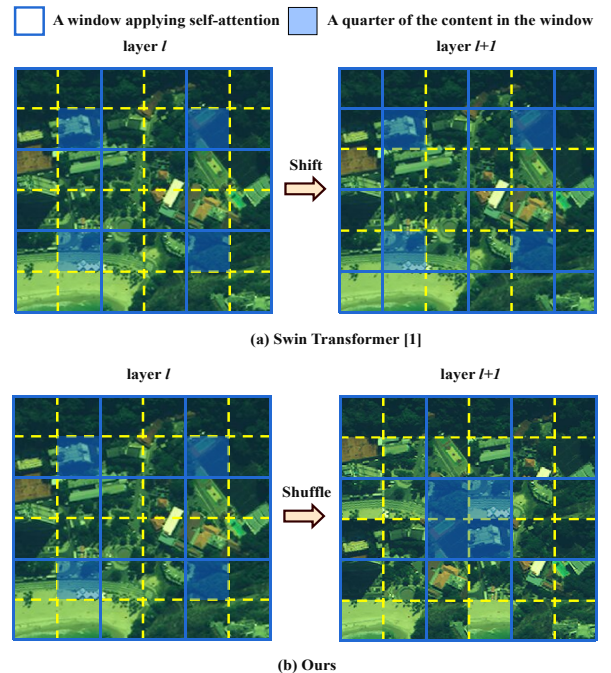 A window applying self-attention A quarter of the content in the window
layer l layer l+1
Shift
(a) Swin Transformer [1]
layer l layer l+1
Shuffle
(b) Ours